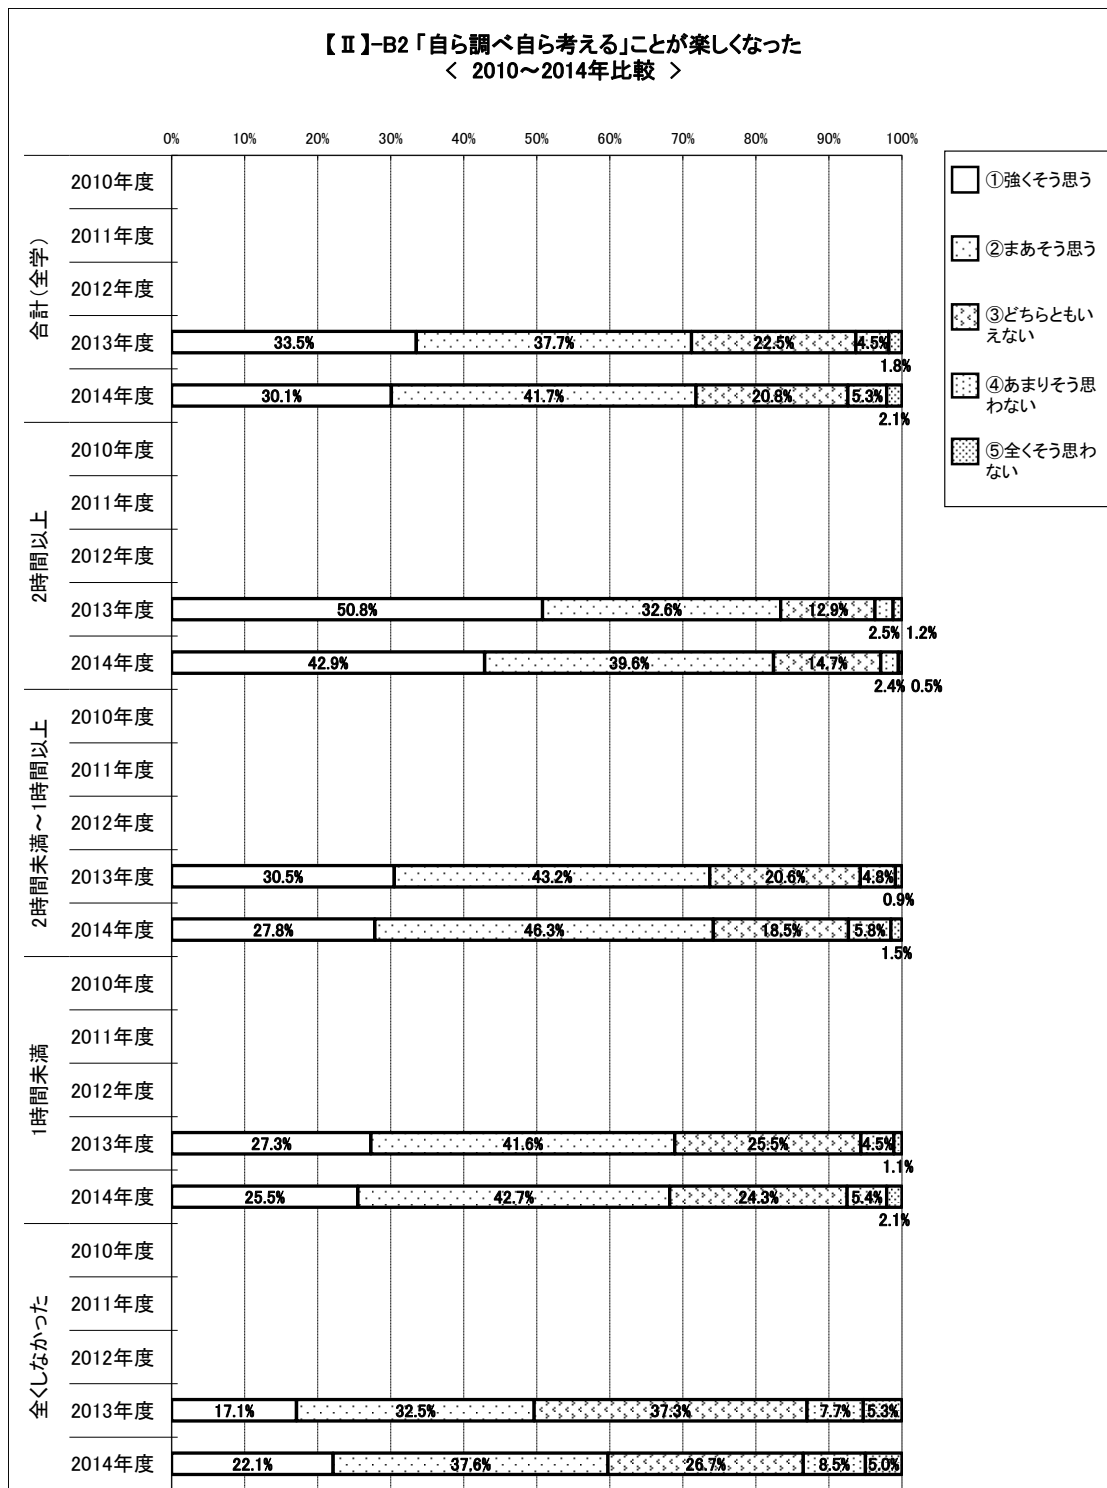 【Ⅱ】-B2 「自ら調べ自ら考える」ことが楽しくなった
＜ 2010～2014年比較 ＞
0% 10% 20% 30% 40% 50% 60% 70% 80% 90% 100%
①強くそう思う
②まあそう思う
③どちらともい
えない
④あまりそう思
わない
⑤全くそう思わ
ない
合計(全学)
2010年度
2011年度
2012年度
2013年度 33.5% 37.7% 22.5% 4.5%
1.8%
2014年度 30.1% 41.7% 20.8% 5.3%
2.1%
2時間以上
2010年度
2011年度
2012年度
2013年度 50.8% 32.6% 12.9%
2.5% 1.2%
2014年度 42.9% 39.6% 14.7%
2.4% 0.5%
2時間未満～1時間以上
2010年度
2011年度
2012年度
2013年度 30.5% 43.2% 20.6% 4.8%
0.9%
2014年度 27.8% 46.3% 18.5% 5.8%
1.5%
1時間未満
2010年度
2011年度
2012年度
2013年度 27.3% 41.6% 25.5% 4.5%
1.1%
2014年度 25.5% 42.7% 24.3% 5.4%
2.1%
全くしなかった
2010年度
2011年度
2012年度
2013年度 17.1% 32.5% 37.3% 7.7% 5.3%
2014年度 22.1% 37.6% 26.7% 8.5% 5.0%